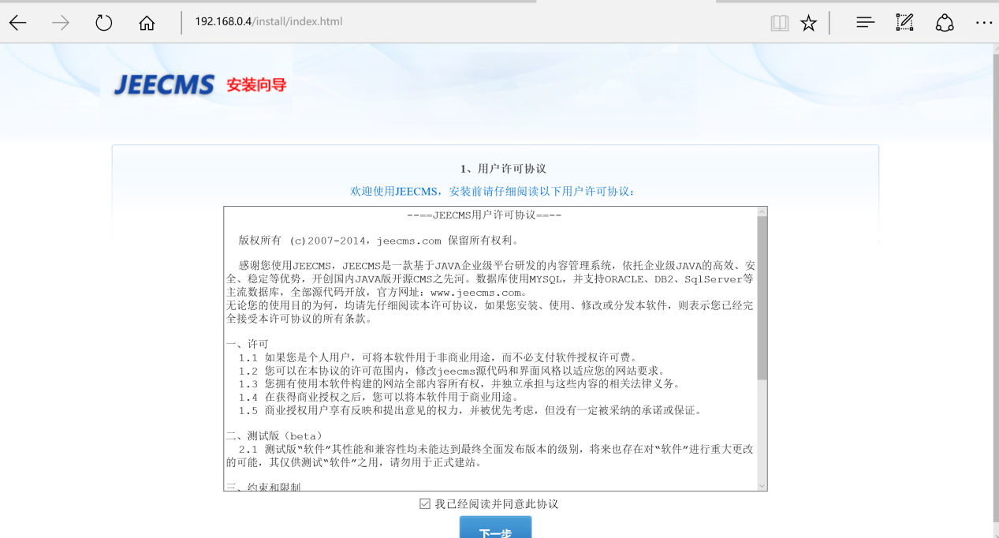 192.168.0.4/install/index.html
JEECMS 安装向导
1、用户许可协议
欢迎使用JEECMS，安装前请仔细阅读以下用户许可协议：
--==JEECMS用户许可协议==--
版权所有 (c)2007-2014，jeecms.com 保留所有权利。
感谢您使用JEECMS，JEECMS是一款基于JAVA企业级平台研发的内容管理系统，依托企业级JAVA的高效、安
全、稳定等优势，开创国内JAVA版开源CMS之先河。数据库使用MYSQL，并支持ORACLE、DB2、SqlServer等
主流数据库，全部源代码开放，官方网址：www.jeecms.com。
无论您的使用目的为何，均请先仔细阅读本许可协议，如果您安装、使用、修改或分发本软件，则表示您已经完
全接受本许可协议的所有条款。
一、许可
1.1 如果您是个人用户，可将本软件用于非商业用途，而不必支付软件授权许可费。
1.2 您可以在本协议的许可范围内，修改jeecms源代码和界面风格以适应您的网站要求。
1.3 您拥有使用本软件构建的网站全部内容所有权，并独立承担与这些内容的相关法律义务。
1.4 在获得商业授权之后，您可以将本软件用于商业用途。
1.5 商业授权用户享有反映和提出意见的权力，并被优先考虑，但没有一定被采纳的承诺或保证。
二、测试版（beta）
2.1 测试版“软件”其性能和兼容性均未能达到最终全面发布版本的级别，将来也存在对“软件”进行重大更改
的可能，其仅供测试“软件”之用，请勿用于正式建站。
三、约束和限制
我已经阅读并同意此协议
下一步